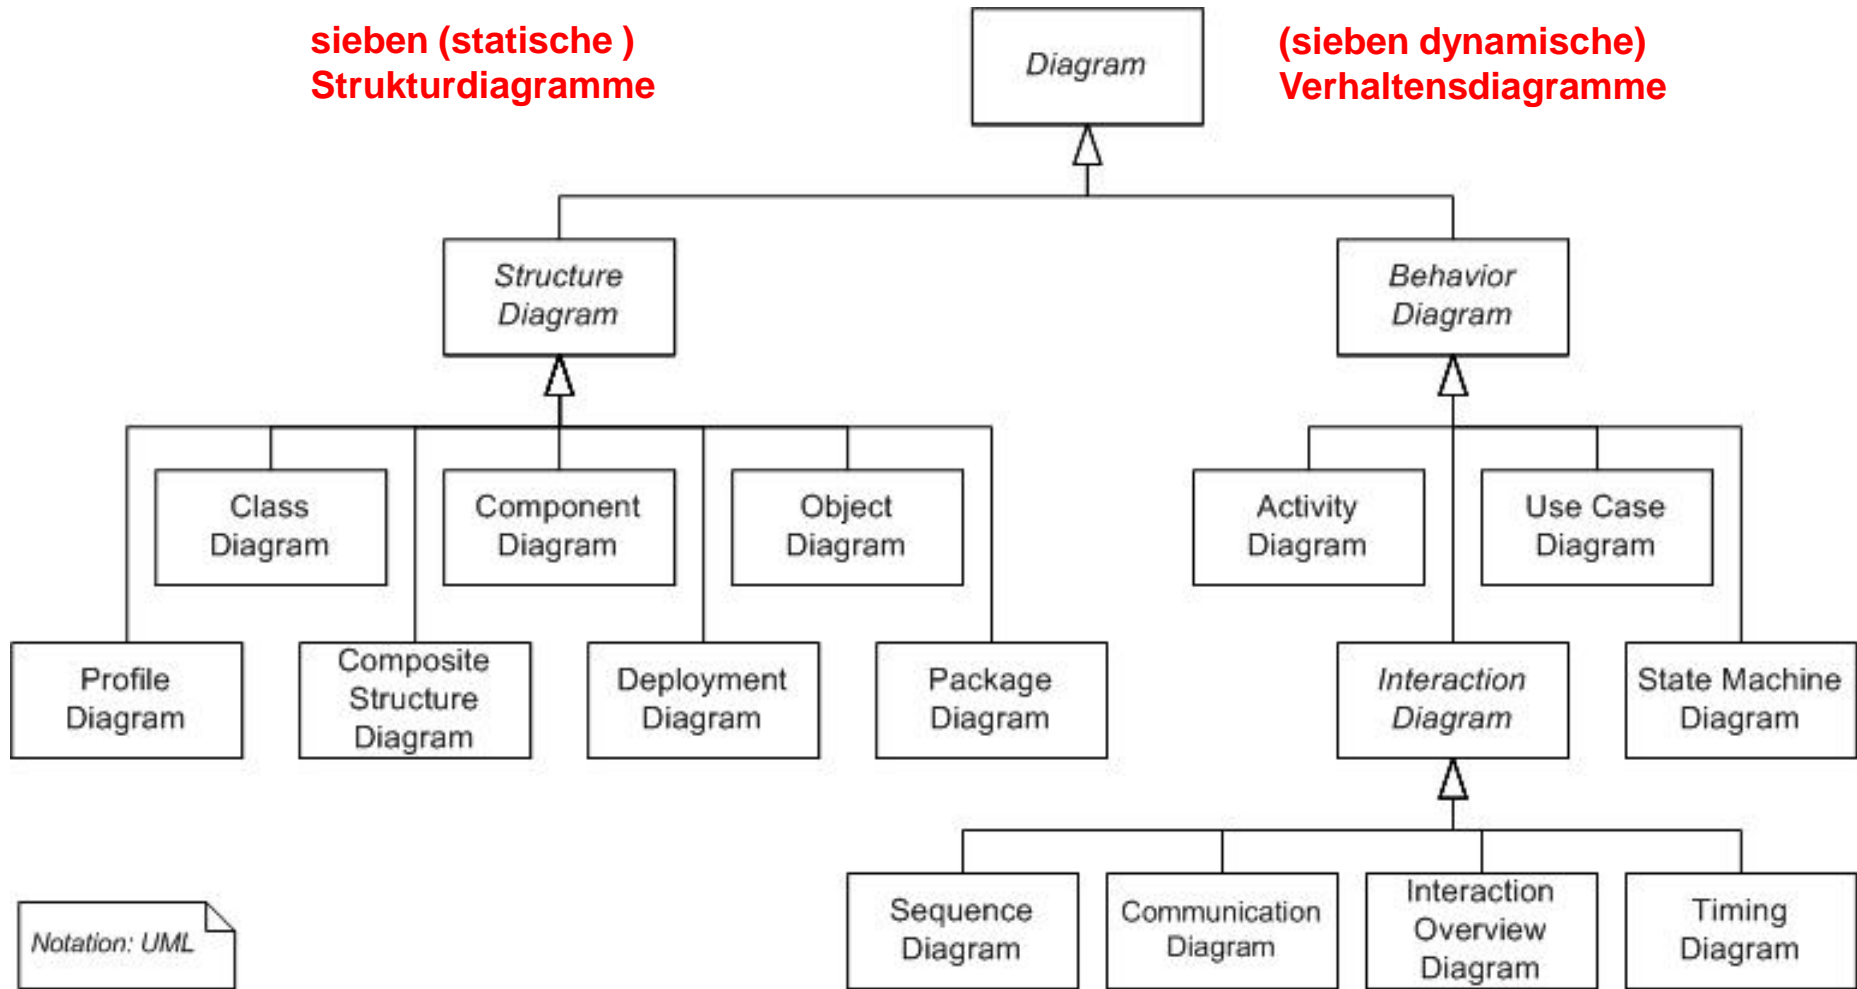 sieben (statische )
Strukturdiagramme
(sieben dynamische)
Verhaltensdiagramme
Diagram
Structure
Diagram
Behavior
Diagram
Class
Diagram
Component
Diagram
Object
Diagram
Activity
Diagram
Use Case
Diagram
Profile
Diagram
Composite
Structure
Diagram
Deployment
Diagram
Package
Diagram
Interaction
Diagram
State Machine
Diagram
Sequence
Diagram
Communication
Diagram
Interaction
Overview
Diagram
Timing
Diagram
Notation: UML